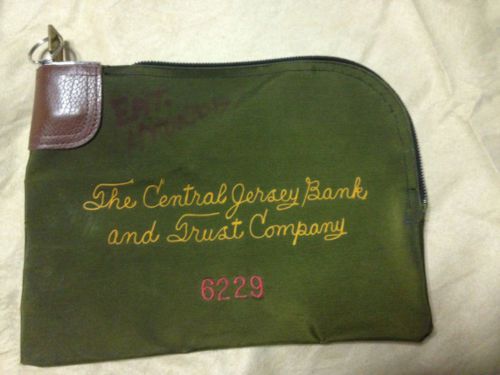 The Central Jersey Bank
and Trust Company
6229